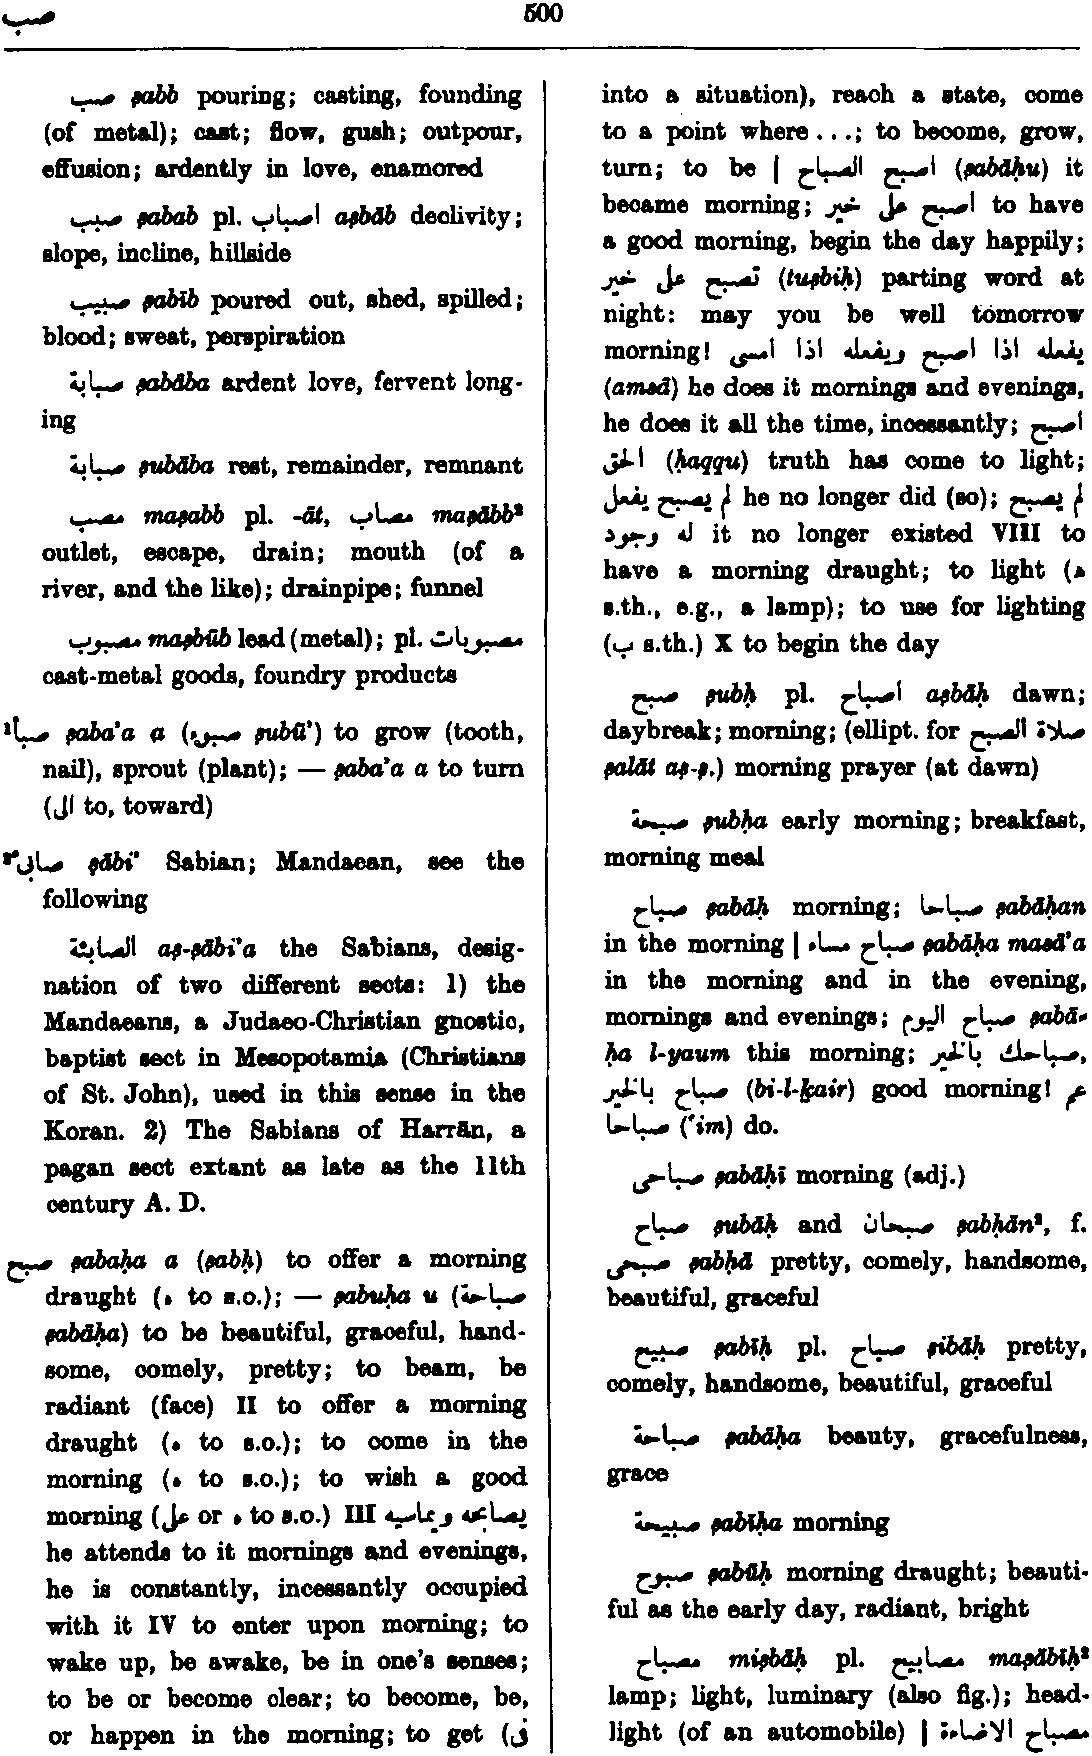 صب 500
صب ṣabb pouring; casting, founding
(of metal); cast; flow, gush; outpour,
effusion; ardently in love, enamored
صبب ṣabab pl. اصباب aṣbāb declivity;
slope, incline, hillside
صبيب ṣabīb poured out, shed, spilled;
blood; sweat, perspiration
صبابة ṣabāba ardent love, fervent long-
ing
صبابة ṣubāba rest, remainder, remnant
مصب maṣabb pl. -āt, مصاب maṣābb²
outlet, escape, drain; mouth (of a
river, and the like); drainpipe; funnel
مصبوب maṣbūb lead (metal); pl. مصبوبات
cast-metal goods, foundry products
¹صبأ ṣaba'a a (صبوء ṣubū') to grow (tooth,
nail), sprout (plant); — ṣaba'a a to turn
(الى to, toward)
²صابئ ṣābi' Sabian; Mandaean, see the
following
الصابئة aṣ-ṣābi'a the Sabians, desig-
nation of two different sects: 1) the
Mandaeans, a Judaeo-Christian gnostic,
baptist sect in Mesopotamia (Christians
of St. John), used in this sense in the
Koran. 2) The Sabians of Harrān, a
pagan sect extant as late as the 11th
century A. D.
صبح ṣabaḥa a (ṣabḥ) to offer a morning
draught (ه to s.o.); — ṣabuḥa u (صباحة
ṣabāḥa) to be beautiful, graceful, hand-
some, comely, pretty; to beam, be
radiant (face) II to offer a morning
draught (ه to s.o.); to come in the
morning (ه to s.o.); to wish a good
morning (على or ه to s.o.) III يصابحه ويماسيه
he attends to it mornings and evenings,
he is constantly, incessantly occupied
with it IV to enter upon morning; to
wake up, be awake, be in one's senses;
to be or become clear; to become, be,
or happen in the morning; to get (فى
into a situation), reach a state, come
to a point where ...; to become, grow,
turn; to be | اصبح الصباح (ṣabāḥu) it
became morning; اصبح على خير to have
a good morning, begin the day happily;
تصبح على خير (tuṣbiḥ) parting word at
night: may you be well tomorrow
morning! يفعله اذا اصبح ويفعله اذا امسى
(amsā) he does it mornings and evenings,
he does it all the time, incessantly; اصبح
الحق (ḥaqqu) truth has come to light;
لم يصبح يفعل he no longer did (so); لم يصبح
له وجود it no longer existed VIII to
have a morning draught; to light (ه
s.th., e.g., a lamp); to use for lighting
(ب s.th.) X to begin the day
صبح ṣubḥ pl. اصباح aṣbāḥ dawn;
daybreak; morning; (ellipt. for صلاة الصبح
ṣalāt aṣ-ṣ.) morning prayer (at dawn)
صبحة ṣubḥa early morning; breakfast,
morning meal
صباح ṣabāḥ morning; صباحا ṣabāḥan
in the morning | صباح مساء ṣabāḥa masā'a
in the morning and in the evening,
mornings and evenings; صباح اليوم ṣabā-
ḥa l-yaum this morning; صباحك بالخير,
صباح بالخير (bi-l-ḵair) good morning! عم
صباحا (ʿim) do.
صباحى ṣabāḥī morning (adj.)
صباح ṣubāḥ and صبحان ṣabḥān², f.
صبحى ṣabḥā pretty, comely, handsome,
beautiful, graceful
صبيح ṣabīḥ pl. صباح ṣibāḥ pretty,
comely, handsome, beautiful, graceful
صباحة ṣabāḥa beauty, gracefulness,
grace
صبيحة ṣabīḥa morning
صبوح ṣabūḥ morning draught; beauti-
ful as the early day, radiant, bright
مصباح miṣbāḥ pl. مصابيح maṣābīḥ²
lamp; light, luminary (also fig.); head-
light (of an automobile) | مصباح الاضاءة